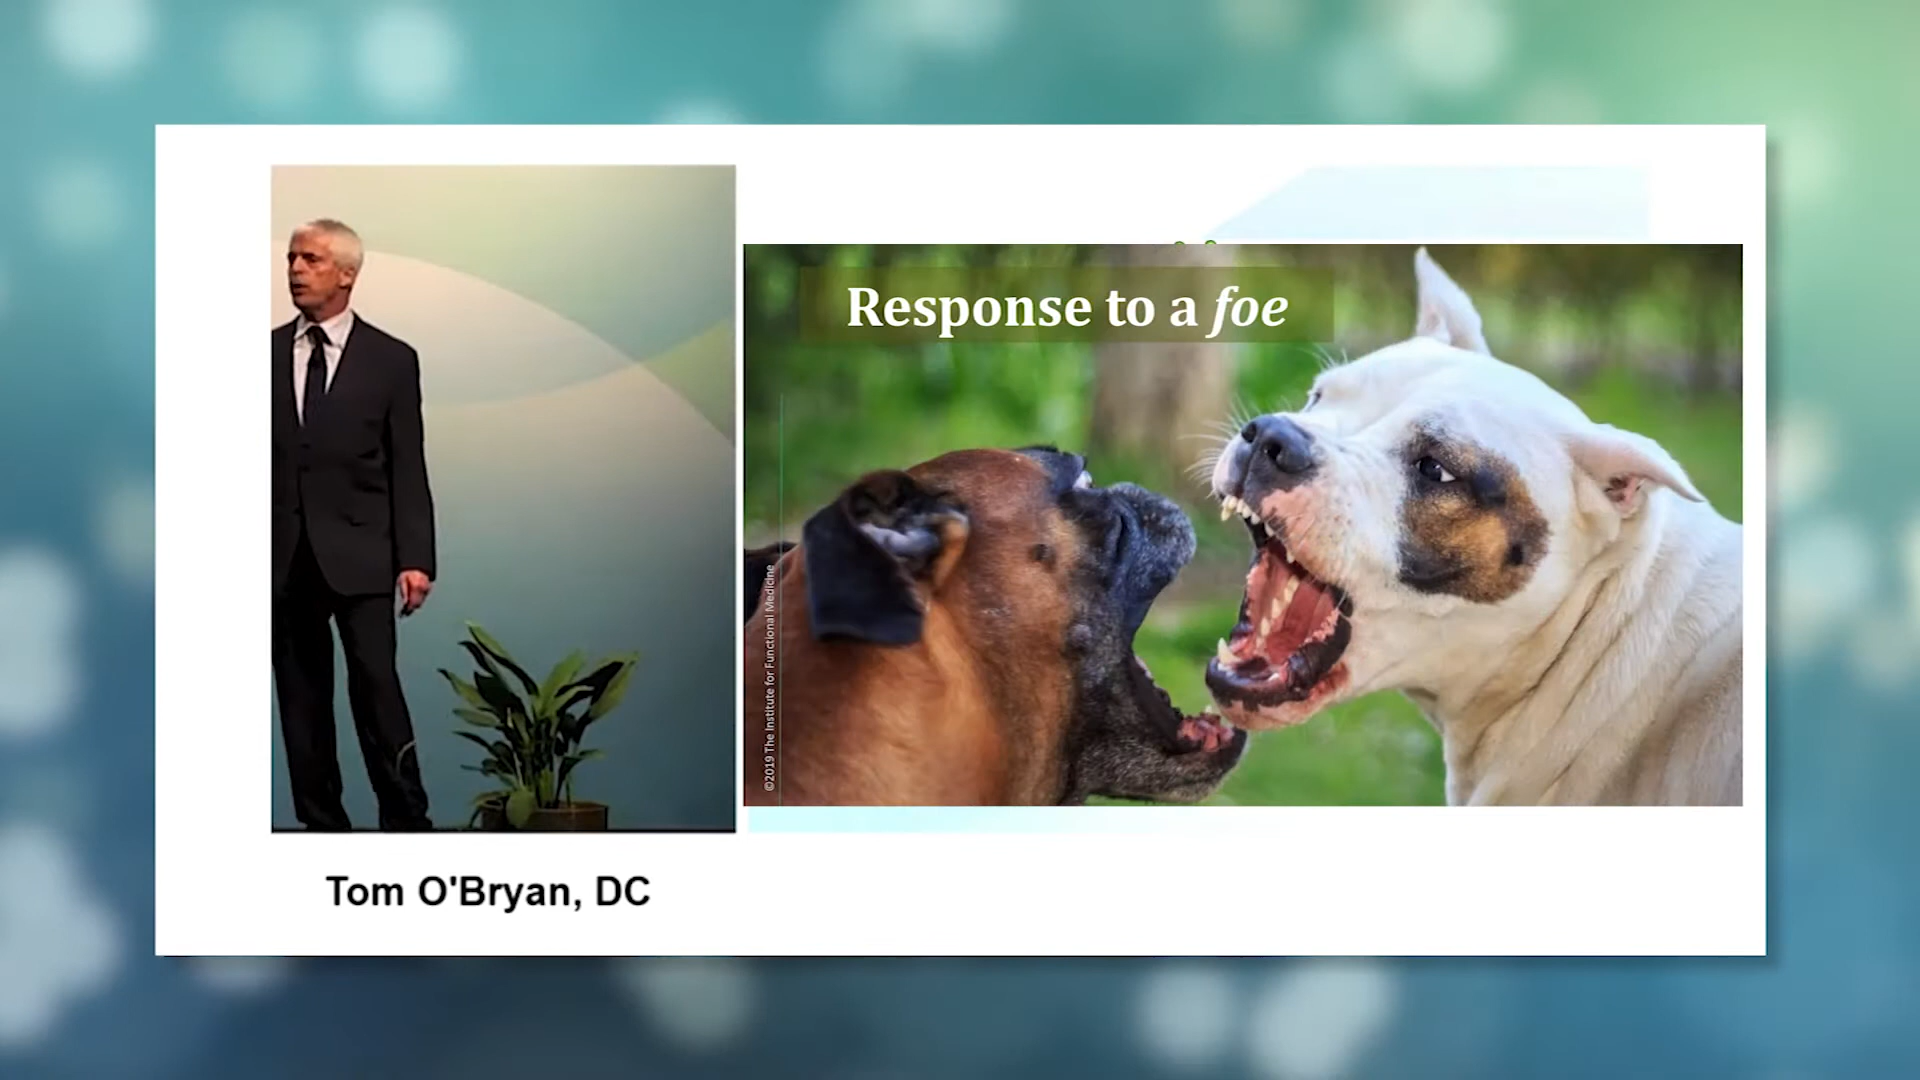 Response to a foe
©2019 The Institute for Functional Medicine
Tom O'Bryan, DC